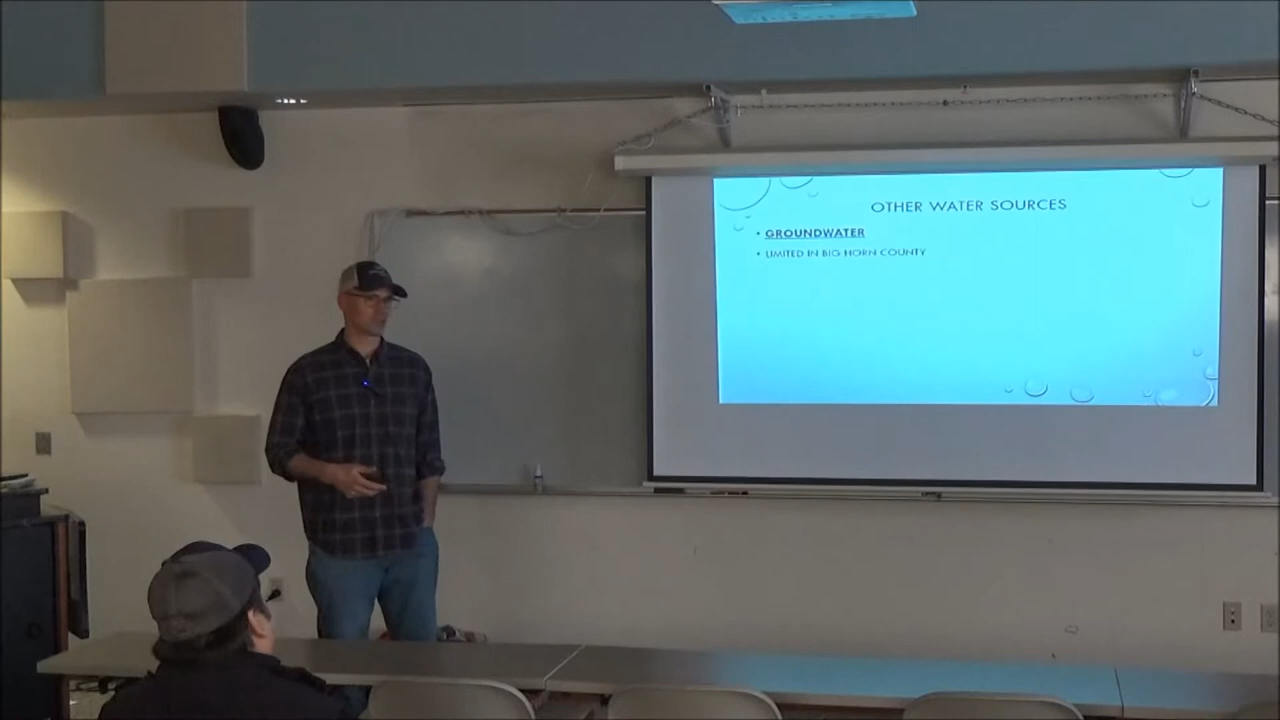 OTHER WATER SOURCES
• GROUNDWATER
• LIMITED IN BIG HORN COUNTY